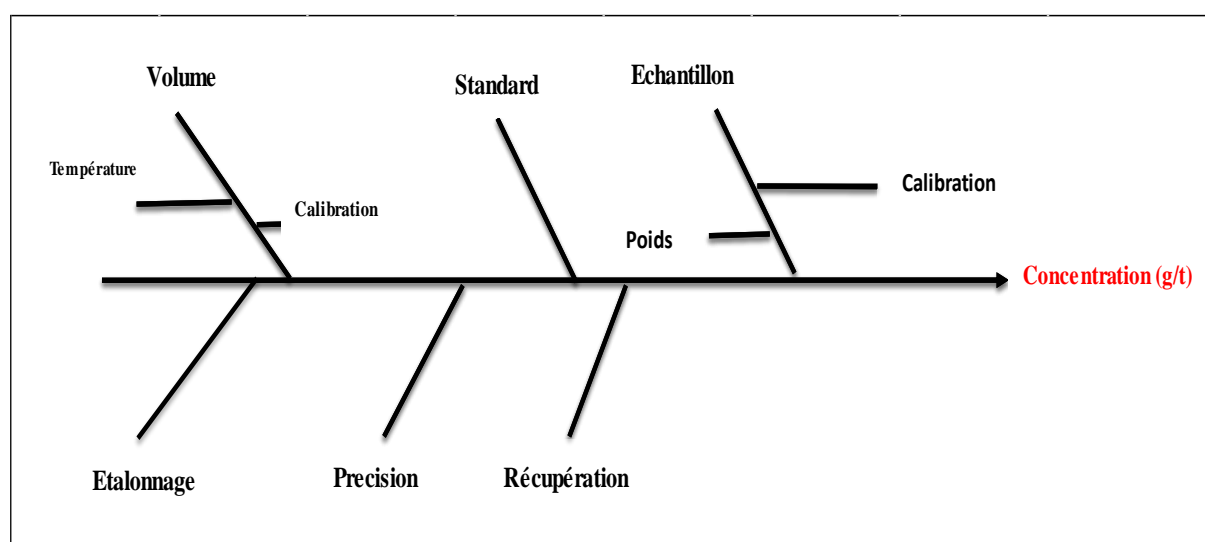 Volume
Standard
Echantillon
Température
Calibration
Calibration
Poids
Concentration (g/t)
Etalonnage
Precision
Récupération